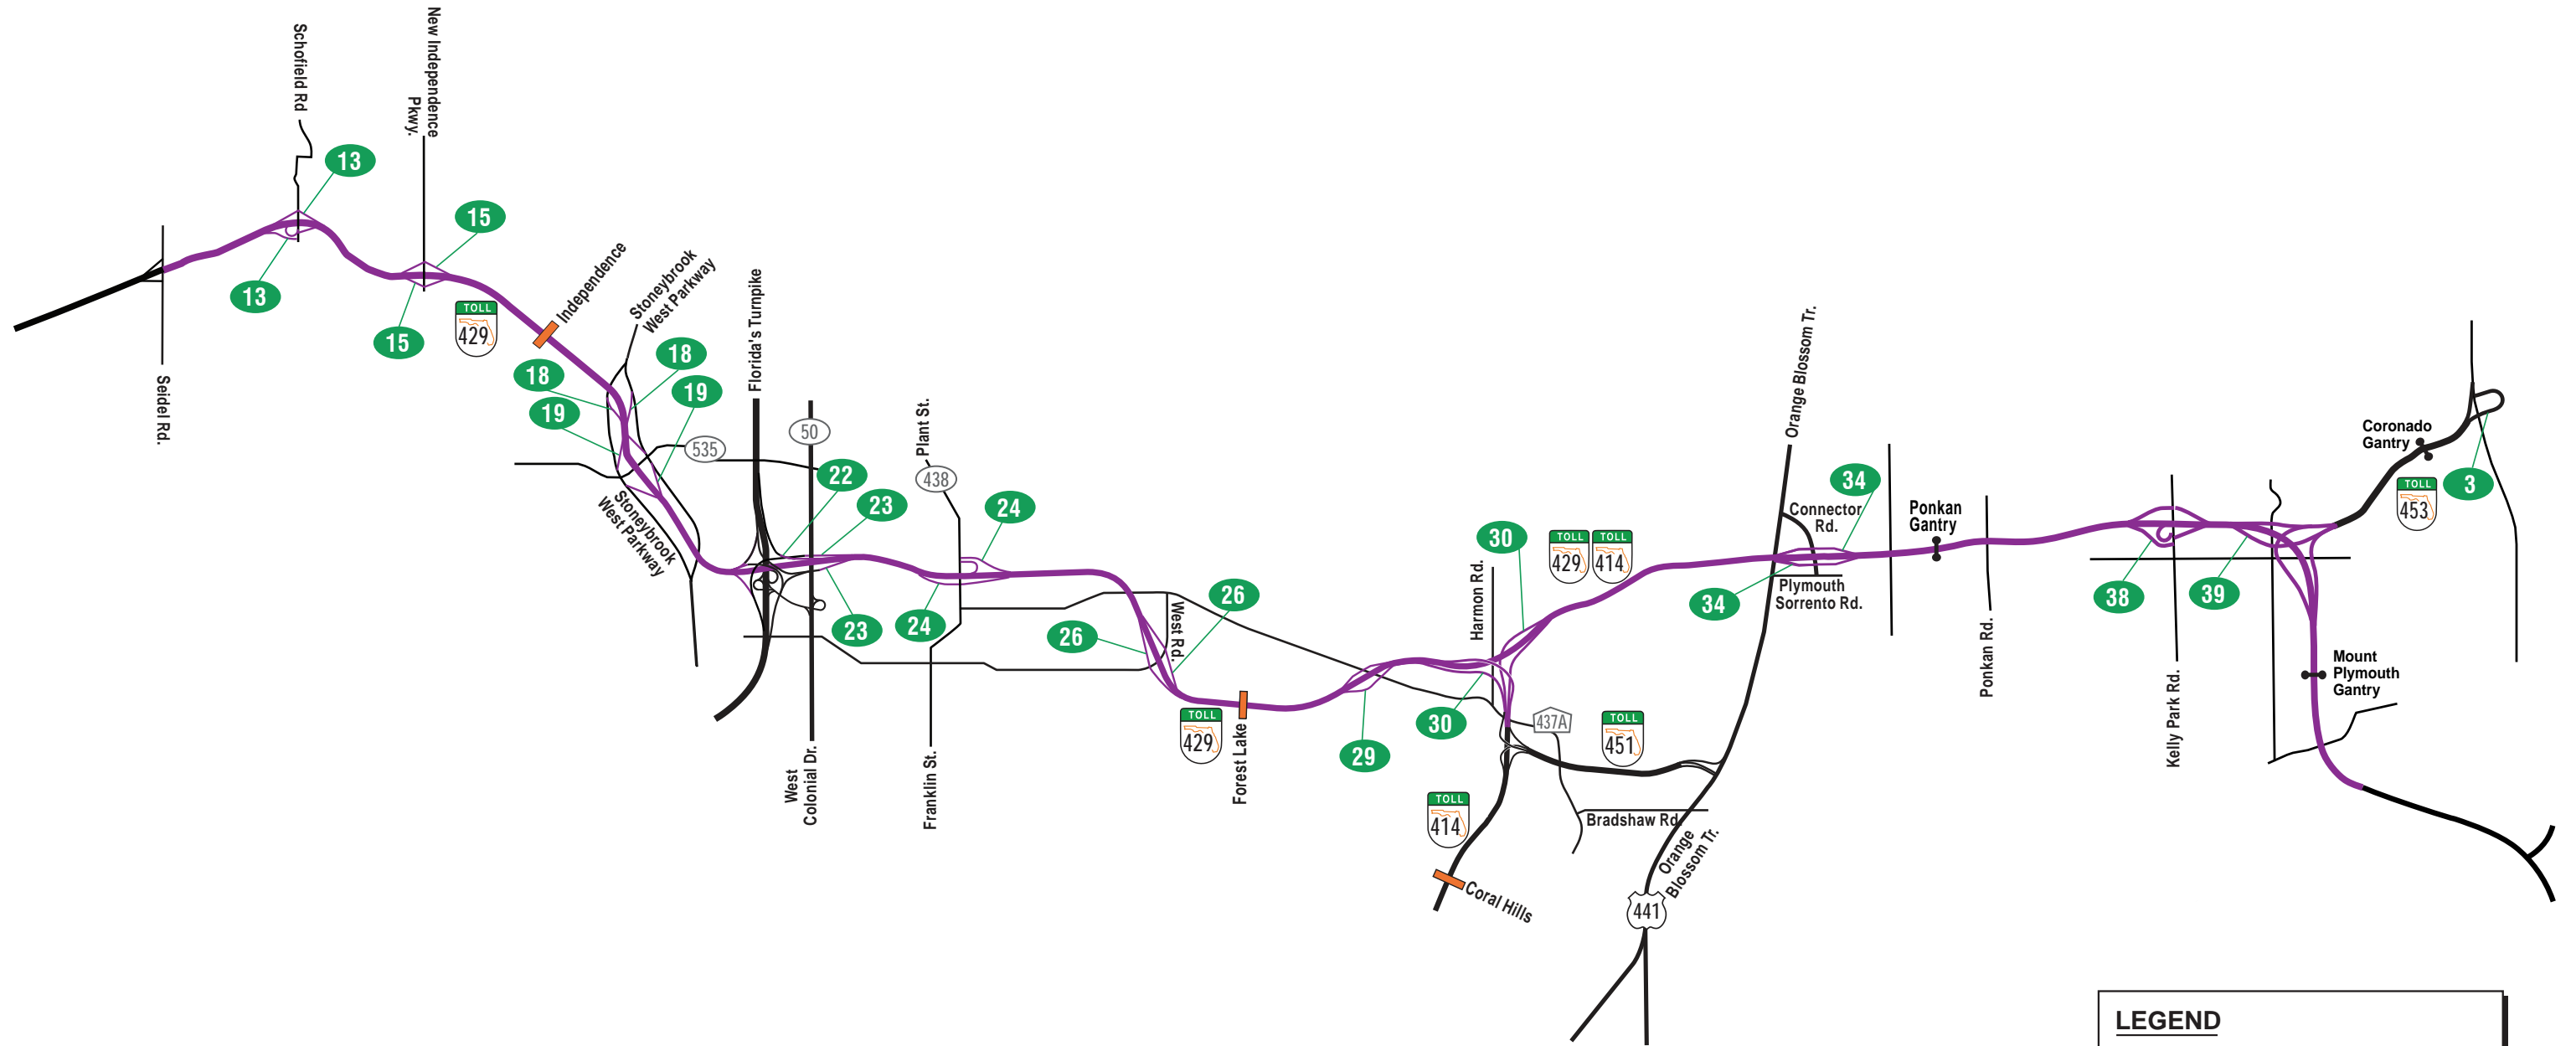 Schofield Rd
New Independence
Pkwy.
13
13
15
15
Seidel Rd.
TOLL
429
Independence
Stoneybrook
West Parkway
18
18
19
19
535
Stoneybrook
West Parkway
Florida's Turnpike
50
22
23
23
West
Colonial Dr.
Plant St.
438
24
24
Franklin St.
26
26
West Rd.
TOLL
429
Forest Lake
29
30
30
Harmon Rd.
TOLL
429
TOLL
414
437A
TOLL
451
TOLL
414
Coral Hills
Bradshaw Rd.
Orange
Blossom Tr.
441
Orange Blossom Tr.
34
34
Connector
Rd.
Plymouth
Sorrento Rd.
Ponkan
Gantry
Ponkan Rd.
38
39
Kelly Park Rd.
Coronado
Gantry
TOLL
453
3
Mount
Plymouth
Gantry
LEGEND